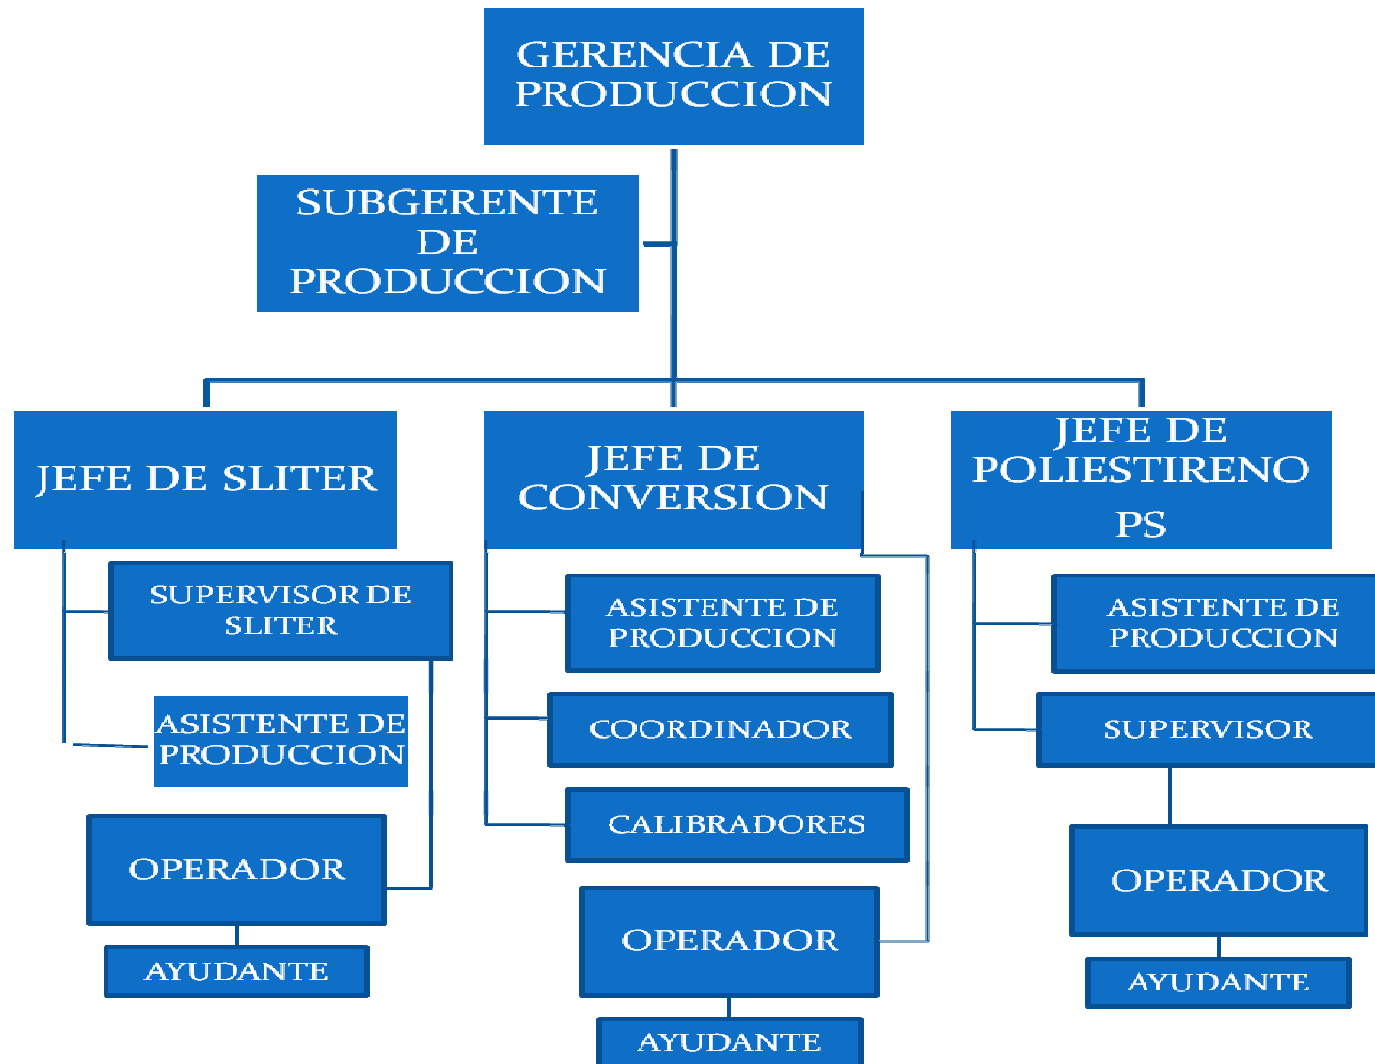 GERENCIA DE
PRODUCCION
SUBGERENTE
DE
PRODUCCION
JEFE DE SLITER
JEFE DE
CONVERSION
JEFE DE
POLIESTIRENO
PS
SUPERVISOR DE
SLITER
ASISTENTE DE
PRODUCCION
OPERADOR
AYUDANTE
ASISTENTE DE
PRODUCCION
COORDINADOR
CALIBRADORES
OPERADOR
AYUDANTE
ASISTENTE DE
PRODUCCION
SUPERVISOR
OPERADOR
AYUDANTE